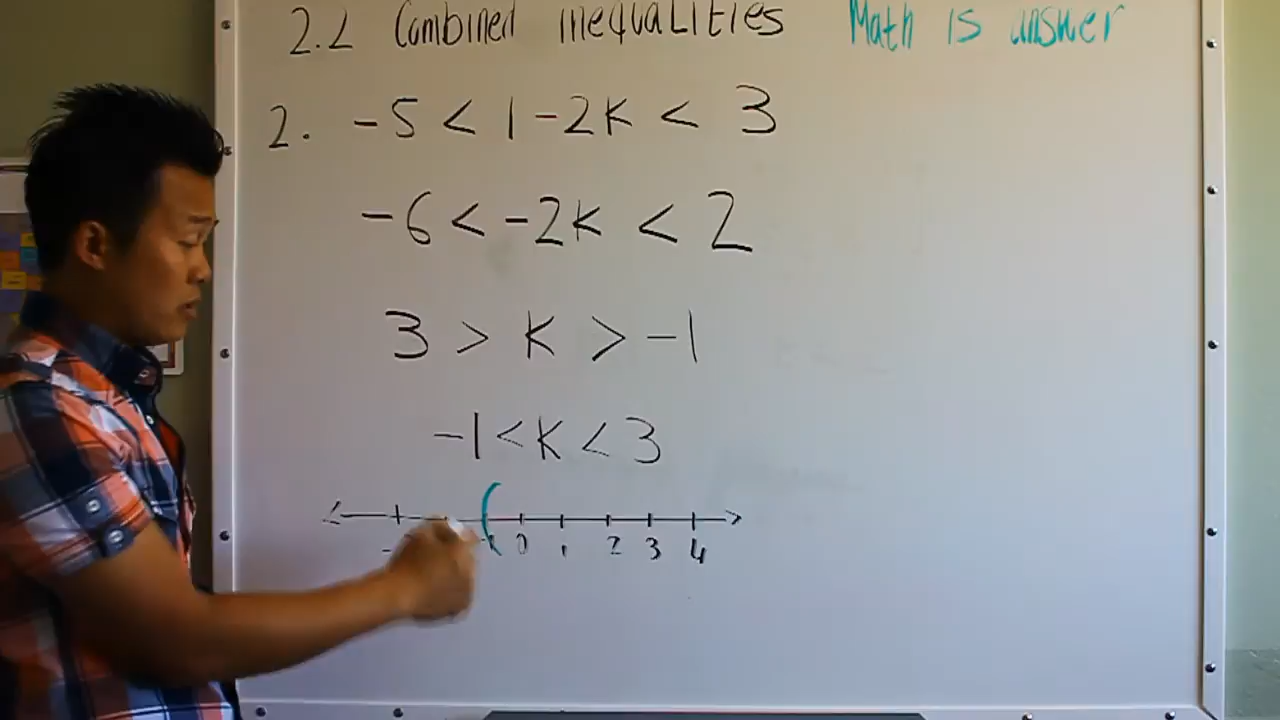 2.2 Combined inequalities Math is answer
2. -5 < 1 -2k < 3
-6 < -2k < 2
3 > k > -1
-1 < k < 3
0 1 2 3 4